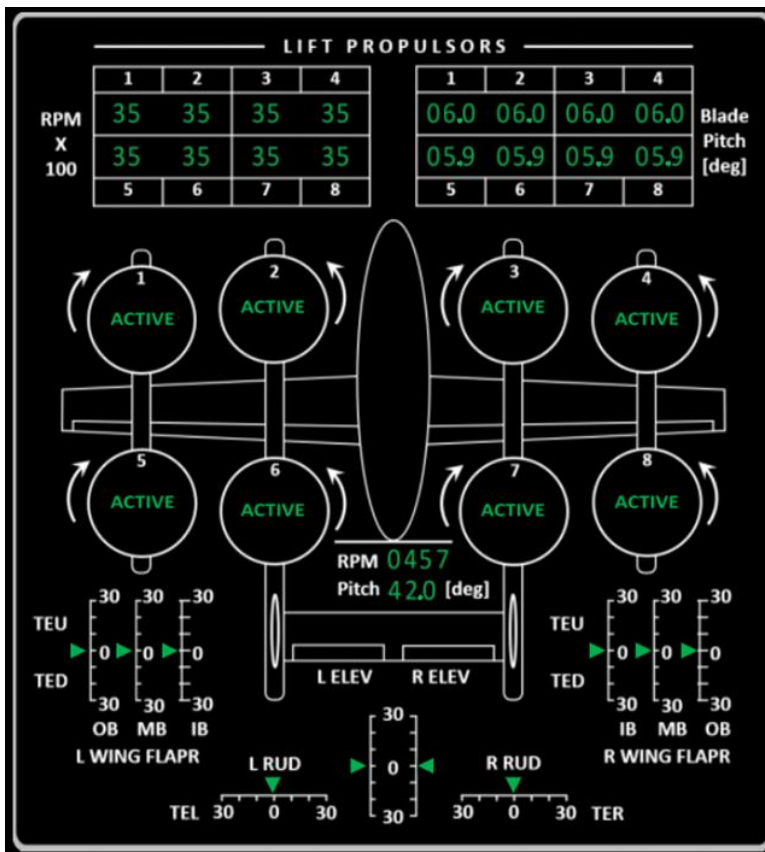 LIFT PROPULSORS
1 2 3 4 1 2 3 4
RPM X 100 35 35 35 35 06.0 06.0 06.0 06.0 Blade Pitch [deg]
35 35 35 35 05.9 05.9 05.9 05.9
5 6 7 8 5 6 7 8
1 2 3 4
ACTIVE ACTIVE ACTIVE ACTIVE
5 6 7 8
ACTIVE ACTIVE ACTIVE ACTIVE
RPM 0457
Pitch 42.0 [deg]
30 30 30 30 30 30
TEU TEU
0 0 0 0 0 0
TED TED
30 30 30 30 30 30
OB MB IB IB MB OB
L WING FLAPR R WING FLAPR
L ELEV R ELEV
30
L RUD 0 R RUD
TEL 30 0 30 30 30 0 30 TER